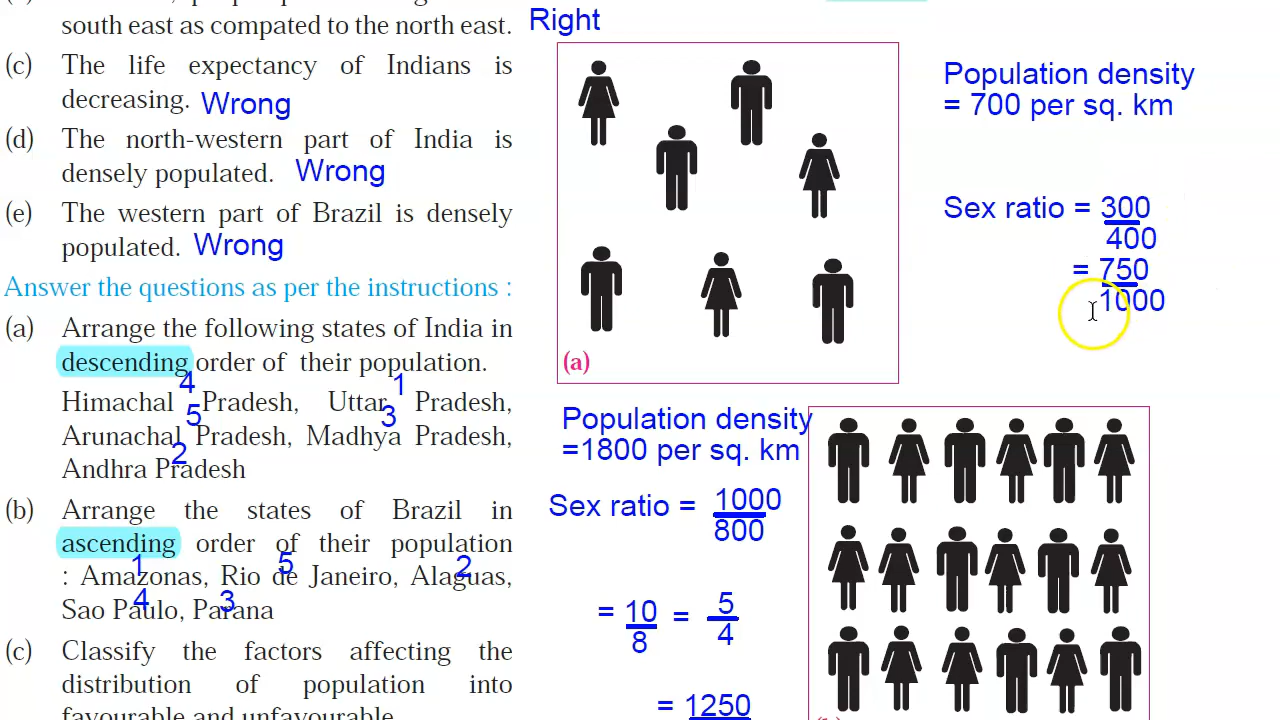 south east as compated to the north east.
Right
(c) The life expectancy of Indians is
decreasing. Wrong
(d) The north-western part of India is
densely populated. Wrong
(e) The western part of Brazil is densely
populated. Wrong
Answer the questions as per the instructions :
(a) Arrange the following states of India in
descending order of their population.
4 1
Himachal Pradesh, Uttar Pradesh,
5 3
Arunachal Pradesh, Madhya Pradesh,
2
Andhra Pradesh
(b) Arrange the states of Brazil in
ascending order of their population
1 5 2
: Amazonas, Rio de Janeiro, Alaguas,
4 3
Sao Paulo, Parana
(c) Classify the factors affecting the
distribution of population into
favourable and unfavourable
(a)
Population density
= 700 per sq. km
Sex ratio = 300
400
= 750
1000
Population density
=1800 per sq. km
Sex ratio = 1000
800
= 10 = 5
8 4
= 1250